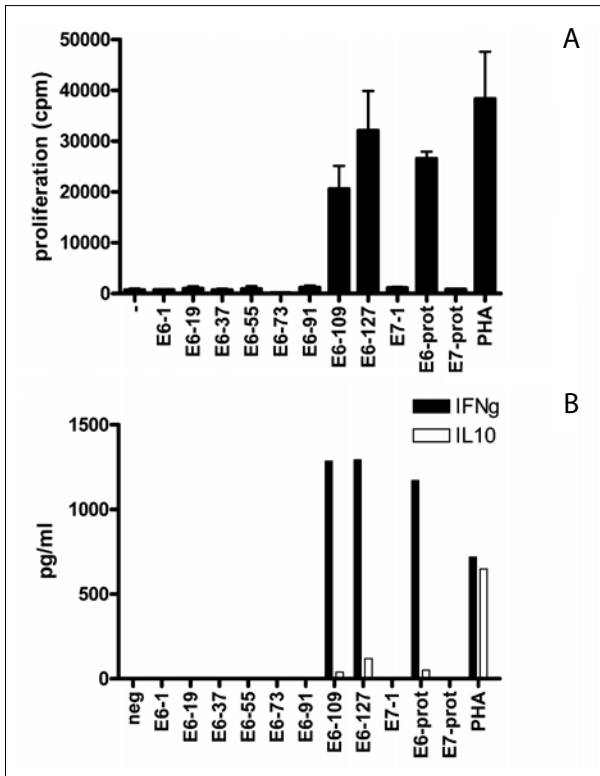 A
50000
40000
30000
20000
10000
0
proliferation (cpm)
-
E6-1
E6-19
E6-37
E6-55
E6-73
E6-91
E6-109
E6-127
E7-1
E6-prot
E7-prot
PHA
B
IFNg
IL10
1500
1000
500
0
pg/ml
neg
E6-1
E6-19
E6-37
E6-55
E6-73
E6-91
E6-109
E6-127
E7-1
E6-prot
E7-prot
PHA